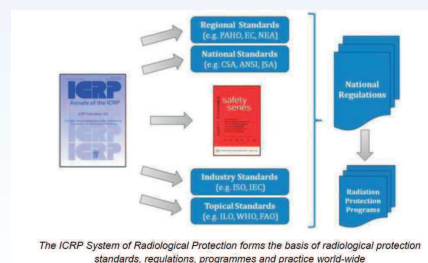 Regional Standards
(e.g. PAHO, EC, NEA)
National Standards
(e.g. CSA, ANSI, JSA)
ICRP
Annals of the ICRP
safety
series
National
Regulations
Industry Standards
(e.g. ISO, IEC)
Topical Standards
(e.g. ILO, WHO, FAO)
Radiation
Protection
Programs
The ICRP System of Radiological Protection forms the basis of radiological protection
standards, regulations, programmes and practice world-wide